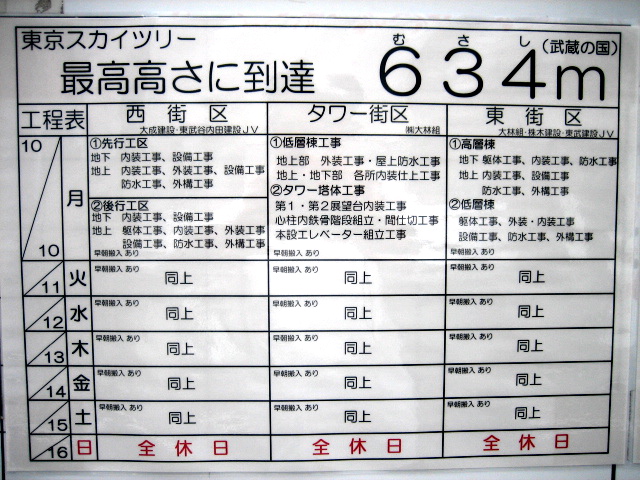 東京スカイツリー
最高高さに到達
む さ し
634m
(武蔵の国)
工程表
西街区
大成建設・東武谷内田建設JV
タワー街区
㈱大林組
東街区
大林組・株木建設・東武建設JV
10
10
月
①先行工区
地下 内装工事、設備工事
地上 内装工事、外装工事、設備工事
防水工事、外構工事
②後行工区
地下 内装工事、設備工事
地上 躯体工事、内装工事、外装工事
設備工事、防水工事、外構工事
早朝搬入 あり
①低層棟工事
地上部 外装工事・屋上防水工事
地上・地下部 各所内装仕上工事
②タワー塔体工事
第1・第2展望台内装工事
心柱内鉄骨階段組立・間仕切工事
本設エレベーター組立工事
早朝搬入 あり
①高層棟
地下 躯体工事、内装工事、防水工事
地上 内装工事、設備工事
防水工事、外構工事
②低層棟
躯体工事、外装・内装工事
設備工事、防水工事、外構工事
早朝搬入 あり
11
火
早朝搬入 あり
同上
早朝搬入 あり
同上
早朝搬入 あり
同上
12
水
早朝搬入 あり
同上
早朝搬入 あり
同上
早朝搬入 あり
同上
13
木
早朝搬入 あり
同上
早朝搬入 あり
同上
早朝搬入 あり
同上
14
金
早朝搬入 あり
同上
早朝搬入 あり
同上
早朝搬入 あり
同上
15
土
早朝搬入 あり
同上
早朝搬入 あり
同上
早朝搬入 あり
同上
16
日
全休日
全休日
全休日